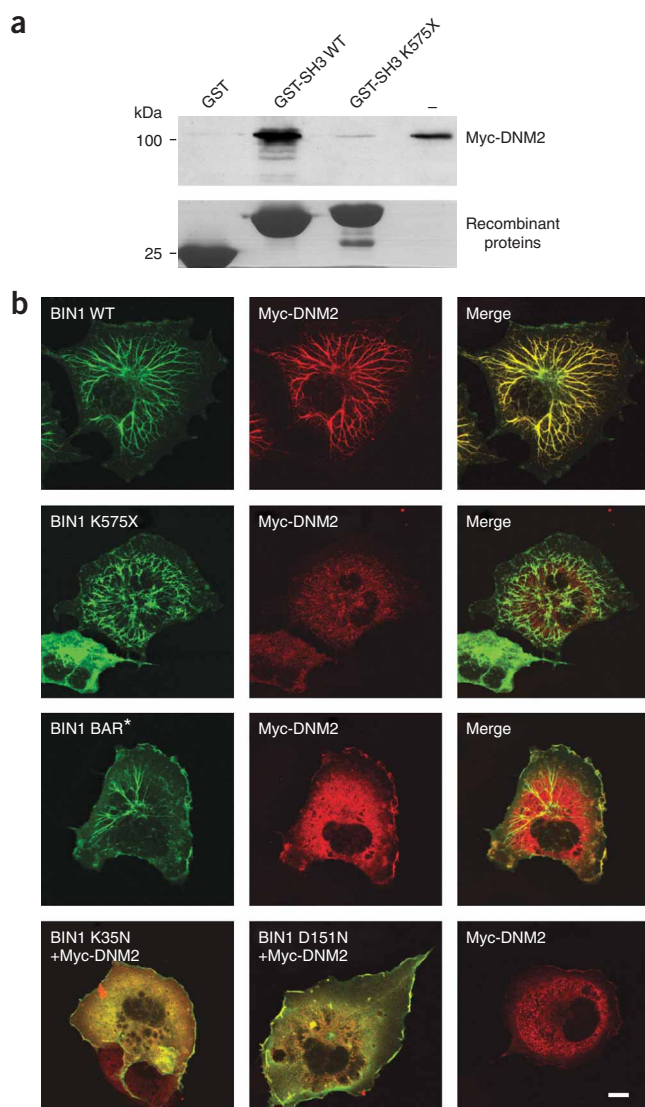 a
GST
GST-SH3 WT
GST-SH3 K575X
–
kDa
100
Myc-DNM2
25
Recombinant
proteins
b
BIN1 WT
Myc-DNM2
Merge
BIN1 K575X
Myc-DNM2
Merge
BIN1 BAR*
Myc-DNM2
Merge
BIN1 K35N
+Myc-DNM2
BIN1 D151N
+Myc-DNM2
Myc-DNM2